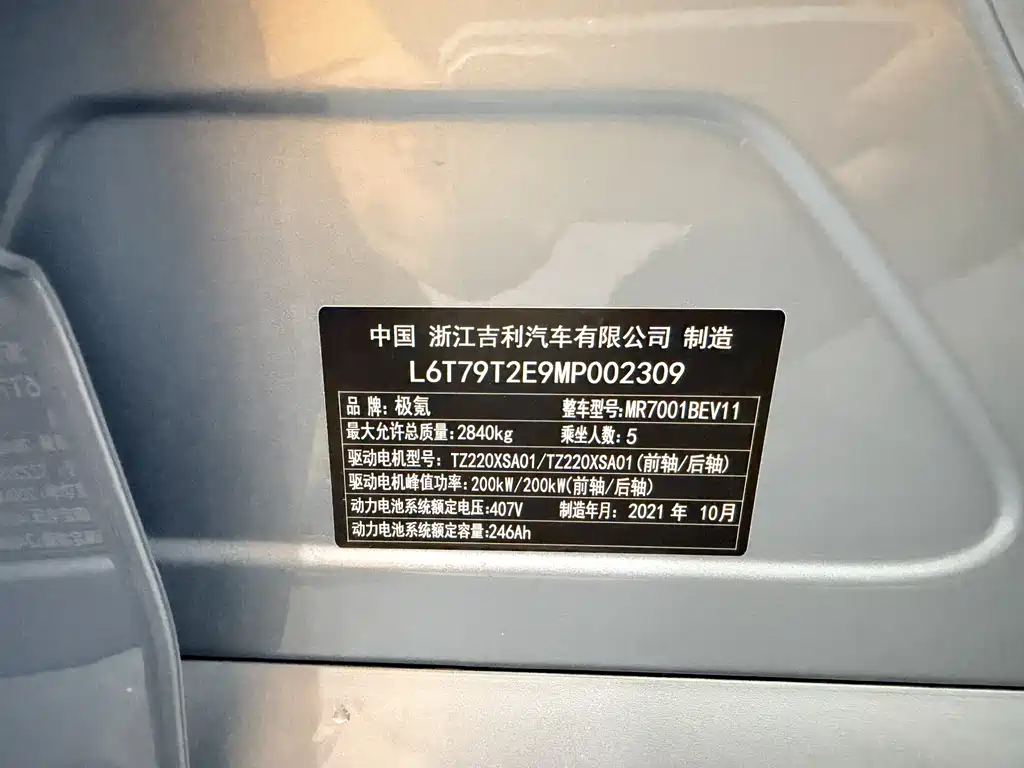 中国 浙江吉利汽车有限公司 制造
L6T79T2E9MP002309
品牌:极氪 整车型号:MR7001BEV11
最大允许总质量:2840kg 乘坐人数:5
驱动电机型号: TZ220XSA01/TZ220XSA01(前轴/后轴)
驱动电机峰值功率:200kW/200kW(前轴/后轴)
动力电池系统额定电压:407V 制造年月: 2021 年 10月
动力电池系统额定容量:246Ah